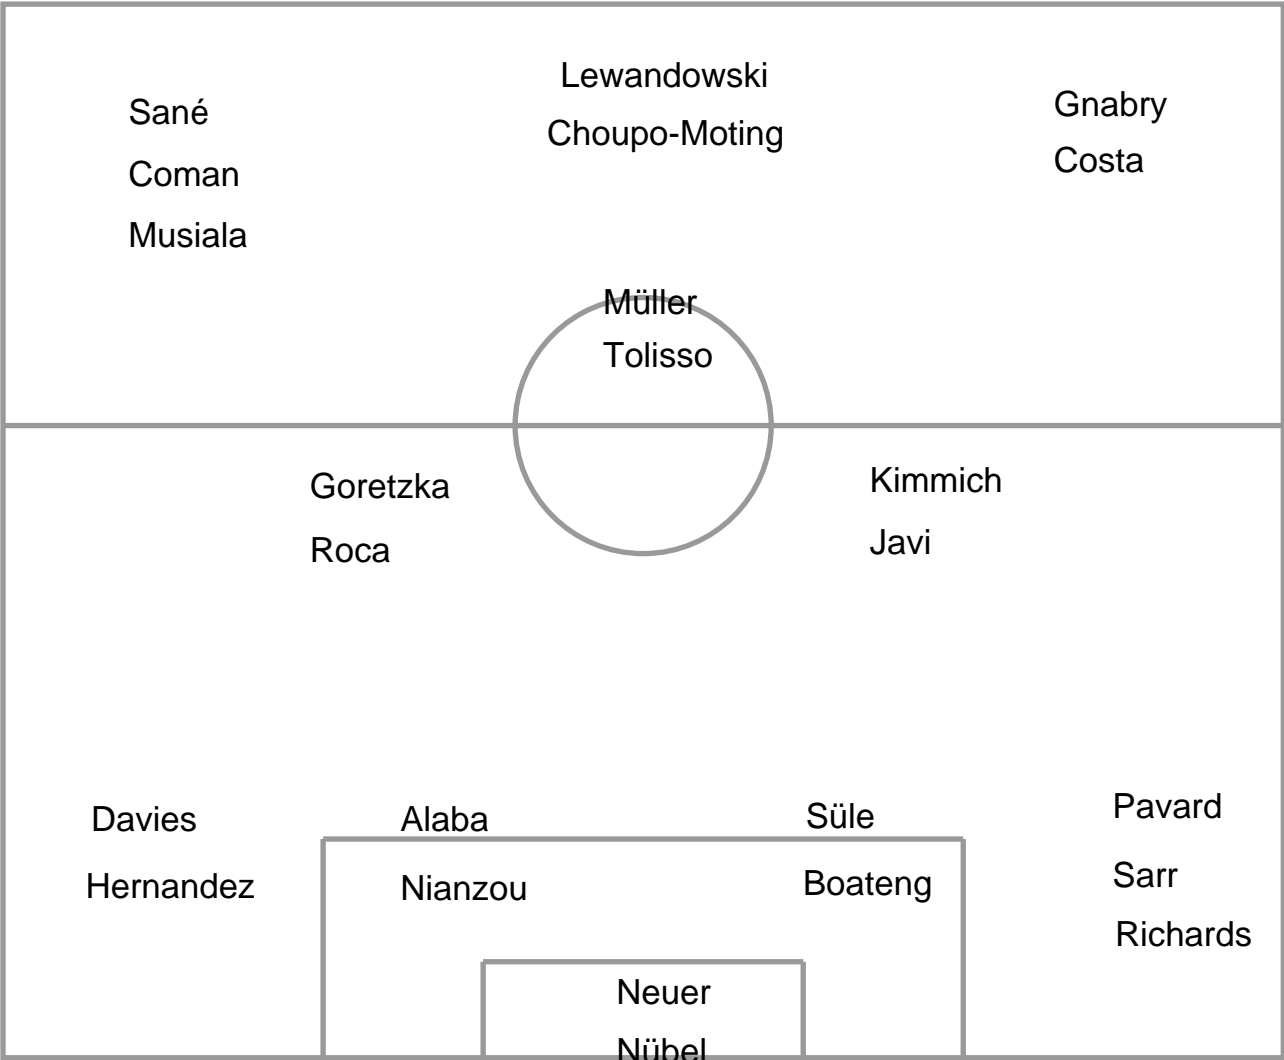 Sané
Coman
Musiala
Lewandowski
Choupo-Moting
Gnabry
Costa
Müller
Tolisso
Goretzka
Roca
Kimmich
Javi
Davies
Hernandez
Alaba
Nianzou
Süle
Boateng
Pavard
Sarr
Richards
Neuer
Nübel